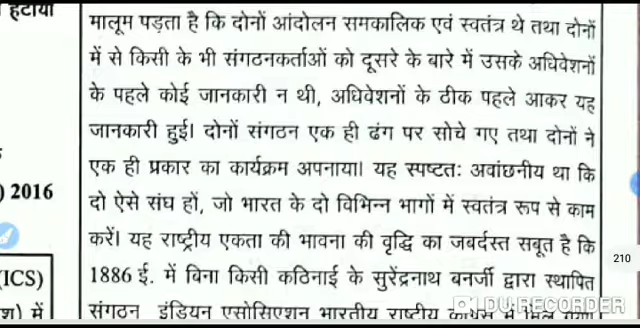 हटाया
मालूम पड़ता है कि दोनों आंदोलन समकालिक एवं स्वतंत्र थे तथा दोनों
में से किसी के भी संगठनकर्ताओं को दूसरे के बारे में उसके अधिवेशनों
के पहले कोई जानकारी न थी, अधिवेशनों के ठीक पहले आकर यह
जानकारी हुई। दोनों संगठन एक ही ढंग पर सोचे गए तथा दोनों ने
एक ही प्रकार का कार्यक्रम अपनाया। यह स्पष्टतः अवांछनीय था कि
) 2016
दो ऐसे संघ हों, जो भारत के दो विभिन्न भागों में स्वतंत्र रूप से काम
करें। यह राष्ट्रीय एकता की भावना की वृद्धि का जबर्दस्त सबूत है कि
210
(ICS)
1886 ई. में बिना किसी कठिनाई के सुरेंद्रनाथ बनर्जी द्वारा स्थापित
में
संगठन इंडियन एसोसिएशन भारतीय राष्ट्रीय कांग्रेस में मिल गया।
DU RECORDER